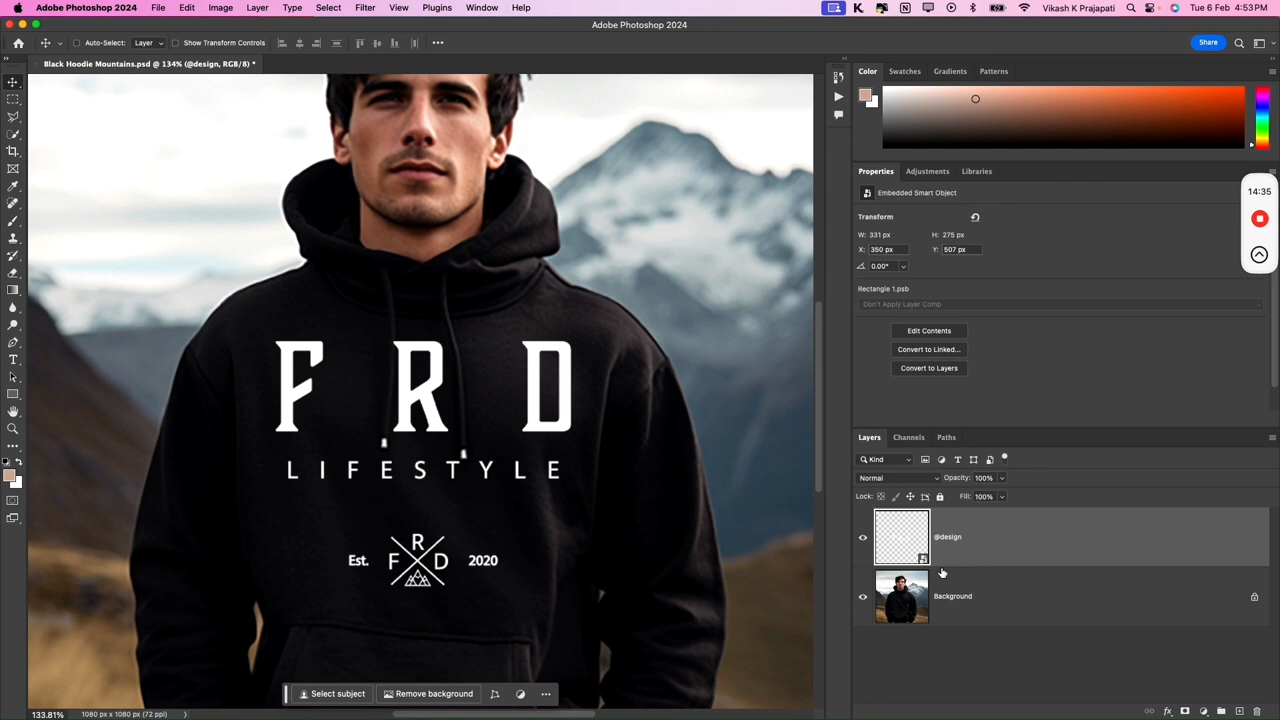 Adobe Photoshop File Edit Image Layer Type Select Filter View Plugins Window Help Vikash K Prajapati Tue 6 Feb 4:53 PM
Adobe Photoshop 2024
Auto-Select: Layer Show Transform Controls Share
Black Hoodie Mountains.psd @ 134% (@design, RGB/8) *
Color Swatches Gradients Patterns
Properties Adjustments Libraries
Embedded Smart Object
14:35
Transform
W: 331 px H: 275 px
X: 350 px Y: 507 px
0.00°
Rectangle 1.psb
Don't Apply Layer Comp
Edit Contents
Convert to Linked...
Convert to Layers
F R D
LIFESTYLE
R
Est. F D 2020
Layers Channels Paths
Kind
Normal Opacity: 100%
Lock: Fill: 100%
@design
Background
Select subject Remove background
133.81% 1080 px x 1080 px (72 ppi)